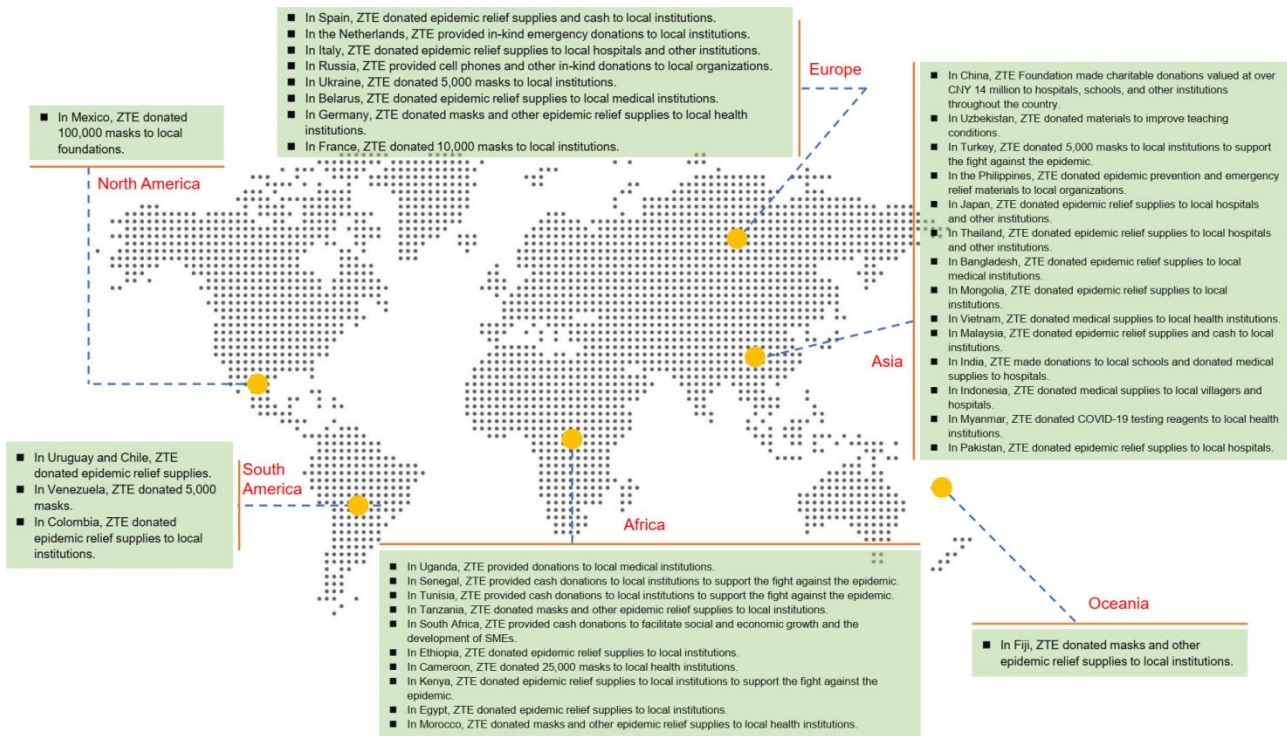 ■ In Spain, ZTE donated epidemic relief supplies and cash to local institutions.
■ In the Netherlands, ZTE provided in-kind emergency donations to local institutions.
■ In Italy, ZTE donated epidemic relief supplies to local hospitals and other institutions.
■ In Russia, ZTE provided cell phones and other in-kind donations to local organizations.
■ In Ukraine, ZTE donated 5,000 masks to local institutions.
■ In Belarus, ZTE donated epidemic relief supplies to local medical institutions.
■ In Germany, ZTE donated masks and other epidemic relief supplies to local health
institutions.
■ In France, ZTE donated 10,000 masks to local institutions.
Europe
■ In China, ZTE Foundation made charitable donations valued at over
CNY 14 million to hospitals, schools, and other institutions
throughout the country.
■ In Uzbekistan, ZTE donated materials to improve teaching
conditions.
■ In Turkey, ZTE donated 5,000 masks to local institutions to support
the fight against the epidemic.
■ In the Philippines, ZTE donated epidemic prevention and emergency
relief materials to local organizations.
■ In Japan, ZTE donated epidemic relief supplies to local hospitals
and other institutions.
■ In Thailand, ZTE donated epidemic relief supplies to local hospitals
and other institutions.
■ In Bangladesh, ZTE donated epidemic relief supplies to local
medical institutions.
■ In Mongolia, ZTE donated epidemic relief supplies to local
institutions.
■ In Vietnam, ZTE donated medical supplies to local health institutions.
■ In Malaysia, ZTE donated epidemic relief supplies and cash to local
institutions.
■ In India, ZTE made donations to local schools and donated medical
supplies to hospitals.
■ In Indonesia, ZTE donated medical supplies to local villagers and
hospitals.
■ In Myanmar, ZTE donated COVID-19 testing reagents to local health
institutions.
■ In Pakistan, ZTE donated epidemic relief supplies to local hospitals.
Asia
■ In Mexico, ZTE donated
100,000 masks to local
foundations.
North America
■ In Uruguay and Chile, ZTE
donated epidemic relief supplies.
■ In Venezuela, ZTE donated 5,000
masks.
■ In Colombia, ZTE donated
epidemic relief supplies to local
institutions.
South
America
Africa
■ In Uganda, ZTE provided donations to local medical institutions.
■ In Senegal, ZTE provided cash donations to local institutions to support the fight against the epidemic.
■ In Tunisia, ZTE provided cash donations to local institutions to support the fight against the epidemic.
■ In Tanzania, ZTE donated masks and other epidemic relief supplies to local institutions.
■ In South Africa, ZTE provided cash donations to facilitate social and economic growth and the
development of SMEs.
■ In Ethiopia, ZTE donated epidemic relief supplies to local institutions.
■ In Cameroon, ZTE donated 25,000 masks to local health institutions.
■ In Kenya, ZTE donated epidemic relief supplies to local institutions to support the fight against the
epidemic.
■ In Egypt, ZTE donated epidemic relief supplies to local institutions.
■ In Morocco, ZTE donated masks and other epidemic relief supplies to local health institutions.
Oceania
■ In Fiji, ZTE donated masks and other
epidemic relief supplies to local institutions.